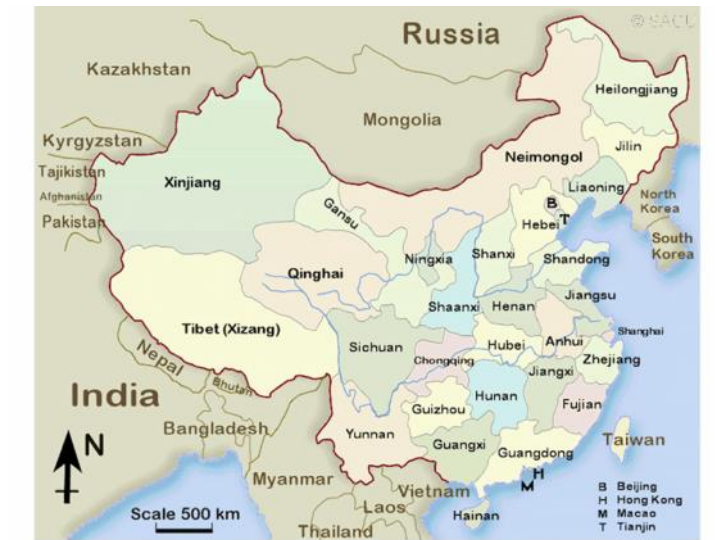 © SACU
Russia
Kazakhstan
Heilongjiang
Mongolia
Kyrgyzstan
Jilin
Neimongol
Tajikistan
Xinjiang
Liaoning
Afghanistan
North
Korea
B
Gansu
Pakistan
Hebei
T
South
Korea
Ningxia
Shanxi
Shandong
Qinghai
Shaanxi
Henan
Jiangsu
Tibet (Xizang)
Shanghai
Sichuan
Hubei
Anhui
Nepal
Chongqing
Zhejiang
Jiangxi
Bhutan
India
Hunan
Guizhou
Fujian
Bangladesh
Yunnan
Guangxi
Guangdong
Taiwan
N
H
M
Myanmar
Vietnam
B Beijing
H Hong Kong
M Macao
T Tianjin
Laos
Scale 500 km
Hainan
Thailand